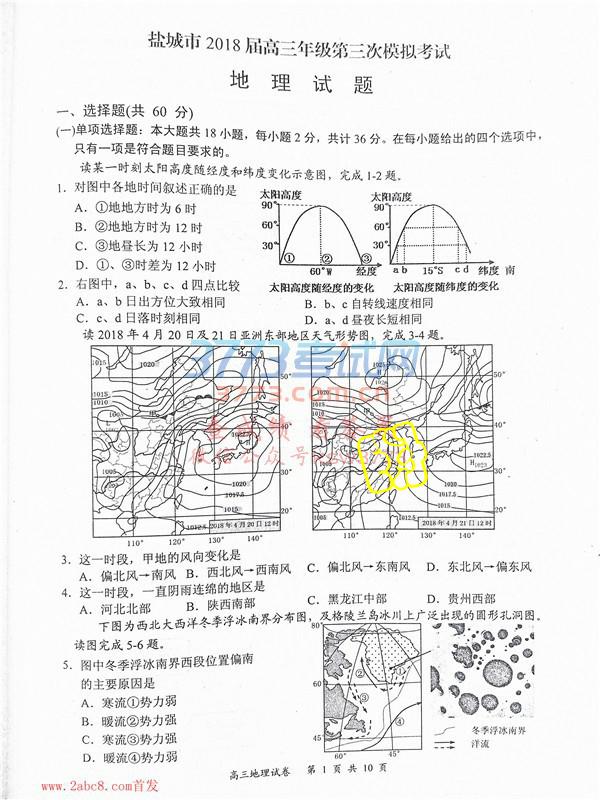 盐城市 2018 届高三年级第三次模拟考试
地 理 试 题
一、选择题(共 60 分)
(一)单项选择题：本大题共18小题，每小题2分，共计36分。在每小题给出的四个选项中，
只有一项是符合题目要求的。
读某一时刻太阳高度随经度和纬度变化示意图，完成1-2题。
1. 对图中各地时间叙述正确的是
A. ①地地方时为 6 时
B. ②地地方时为 12 时
C. ③地昼长为 12 小时
D. ①、③时差为 12 小时
太阳高度
90°
60°
30°
① ② ③
60°W 经度
太阳高度随经度的变化
太阳高度
90°
60°
30°
a b 15°S c d 纬度 南
太阳高度随纬度的变化
2. 右图中，a、b、c、d 四点比较
A. a、b 日出方位大致相同
B. b、c 自转线速度相同
C. c、d 日落时刻相同
D. a、d 昼夜长短相同
读 2018 年 4 月 20 日及 21 日亚洲东部地区天气形势图，完成3-4题。
3773考试网
3773.com.cn
1015 1020 50°
1015
1010 40°
1005 1022.5 30°
1020
1017.5
20°
1012.5 2018年4月20日12时
110° 120° 130° 140°
50°
1015
1010 40°
1022.5
H1023
1005 30°
1020
1017.5
1015 20°
2018年4月21日12时
110° 120° 130° 140°
3. 这一时段，甲地的风向变化是
A. 偏北风→南风 B. 西北风→西南风 C. 偏北风→东南风 D. 东北风→偏东风
4. 这一时段，一直阴雨连绵的地区是
A. 河北北部 B. 陕西南部 C. 黑龙江中部 D. 贵州西部
下图为西北大西洋冬季浮冰南界分布图，及格陵兰岛冰川上广泛出现的圆形孔洞图。
读图完成5-6题。
5. 图中冬季浮冰南界西段位置偏南
的主要原因是
A. 寒流①势力弱
B. 暖流②势力强
C. 寒流③势力强
D. 暖流④势力弱
80
60
45
60° 45°
① ② ③ ④
冬季浮冰南界
洋流
高三地理试卷 第 1 页 共 10 页
www.2abc8.com首发